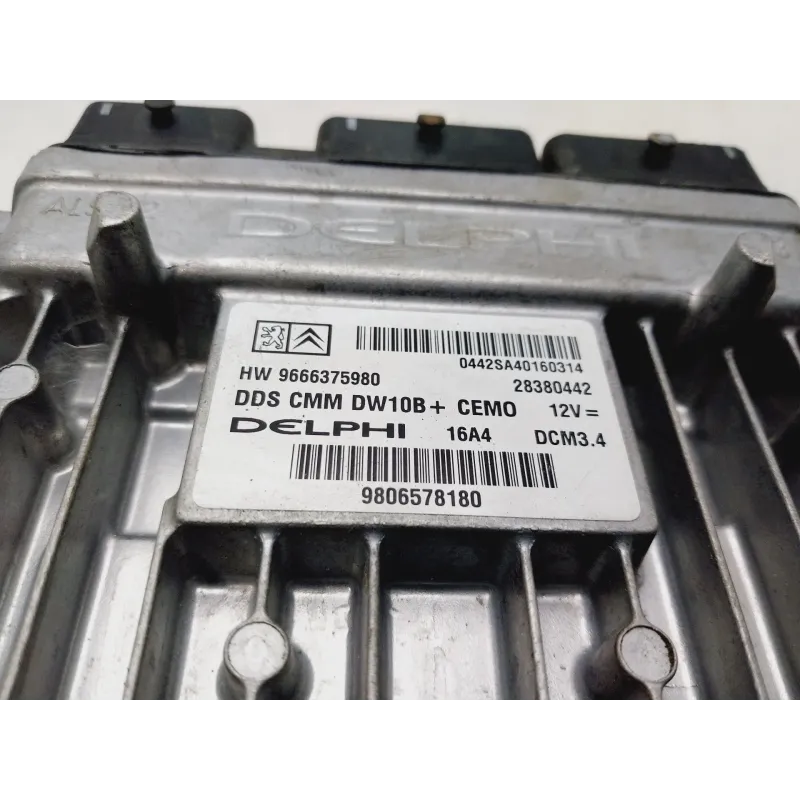 DELPHI
0442SA40160314
HW 9666375980 28380442
DDS CMM DW10B+ CEMO 12V =
DELPHI 16A4 DCM3.4
9806578180